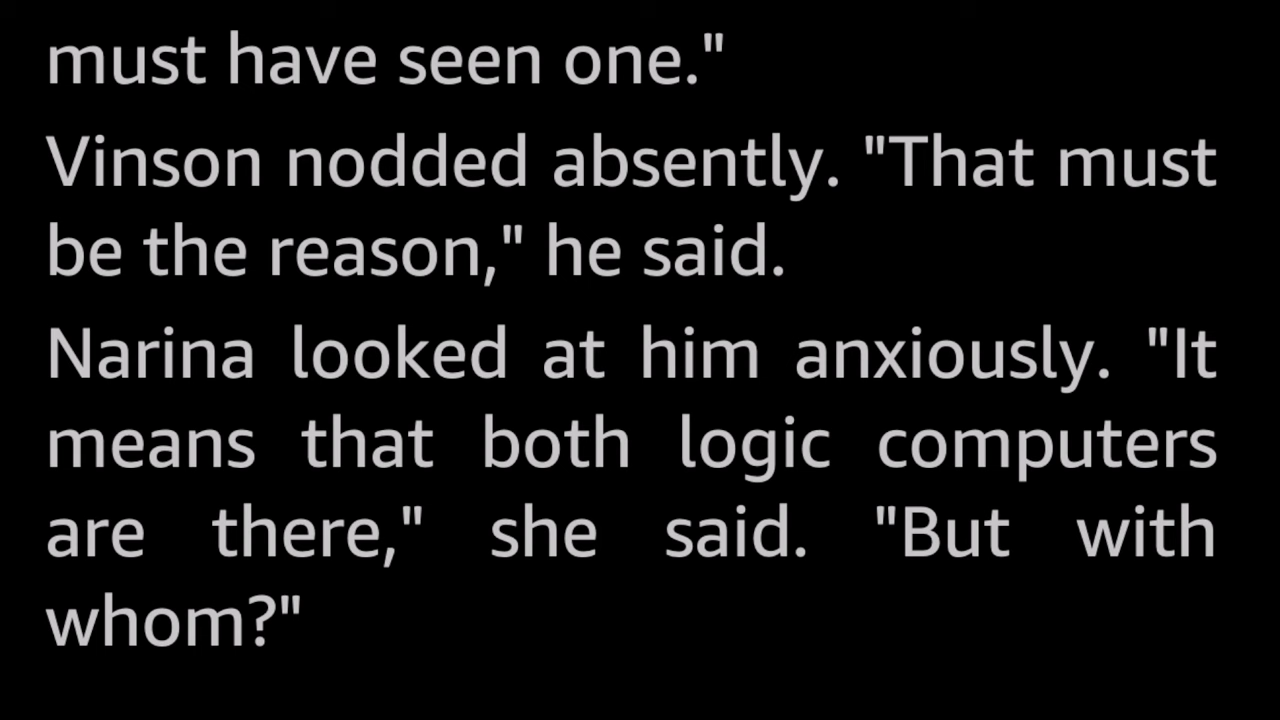 must have seen one."
Vinson nodded absently. "That must
be the reason," he said.
Narina looked at him anxiously. "It
means that both logic computers
are there," she said. "But with
whom?"